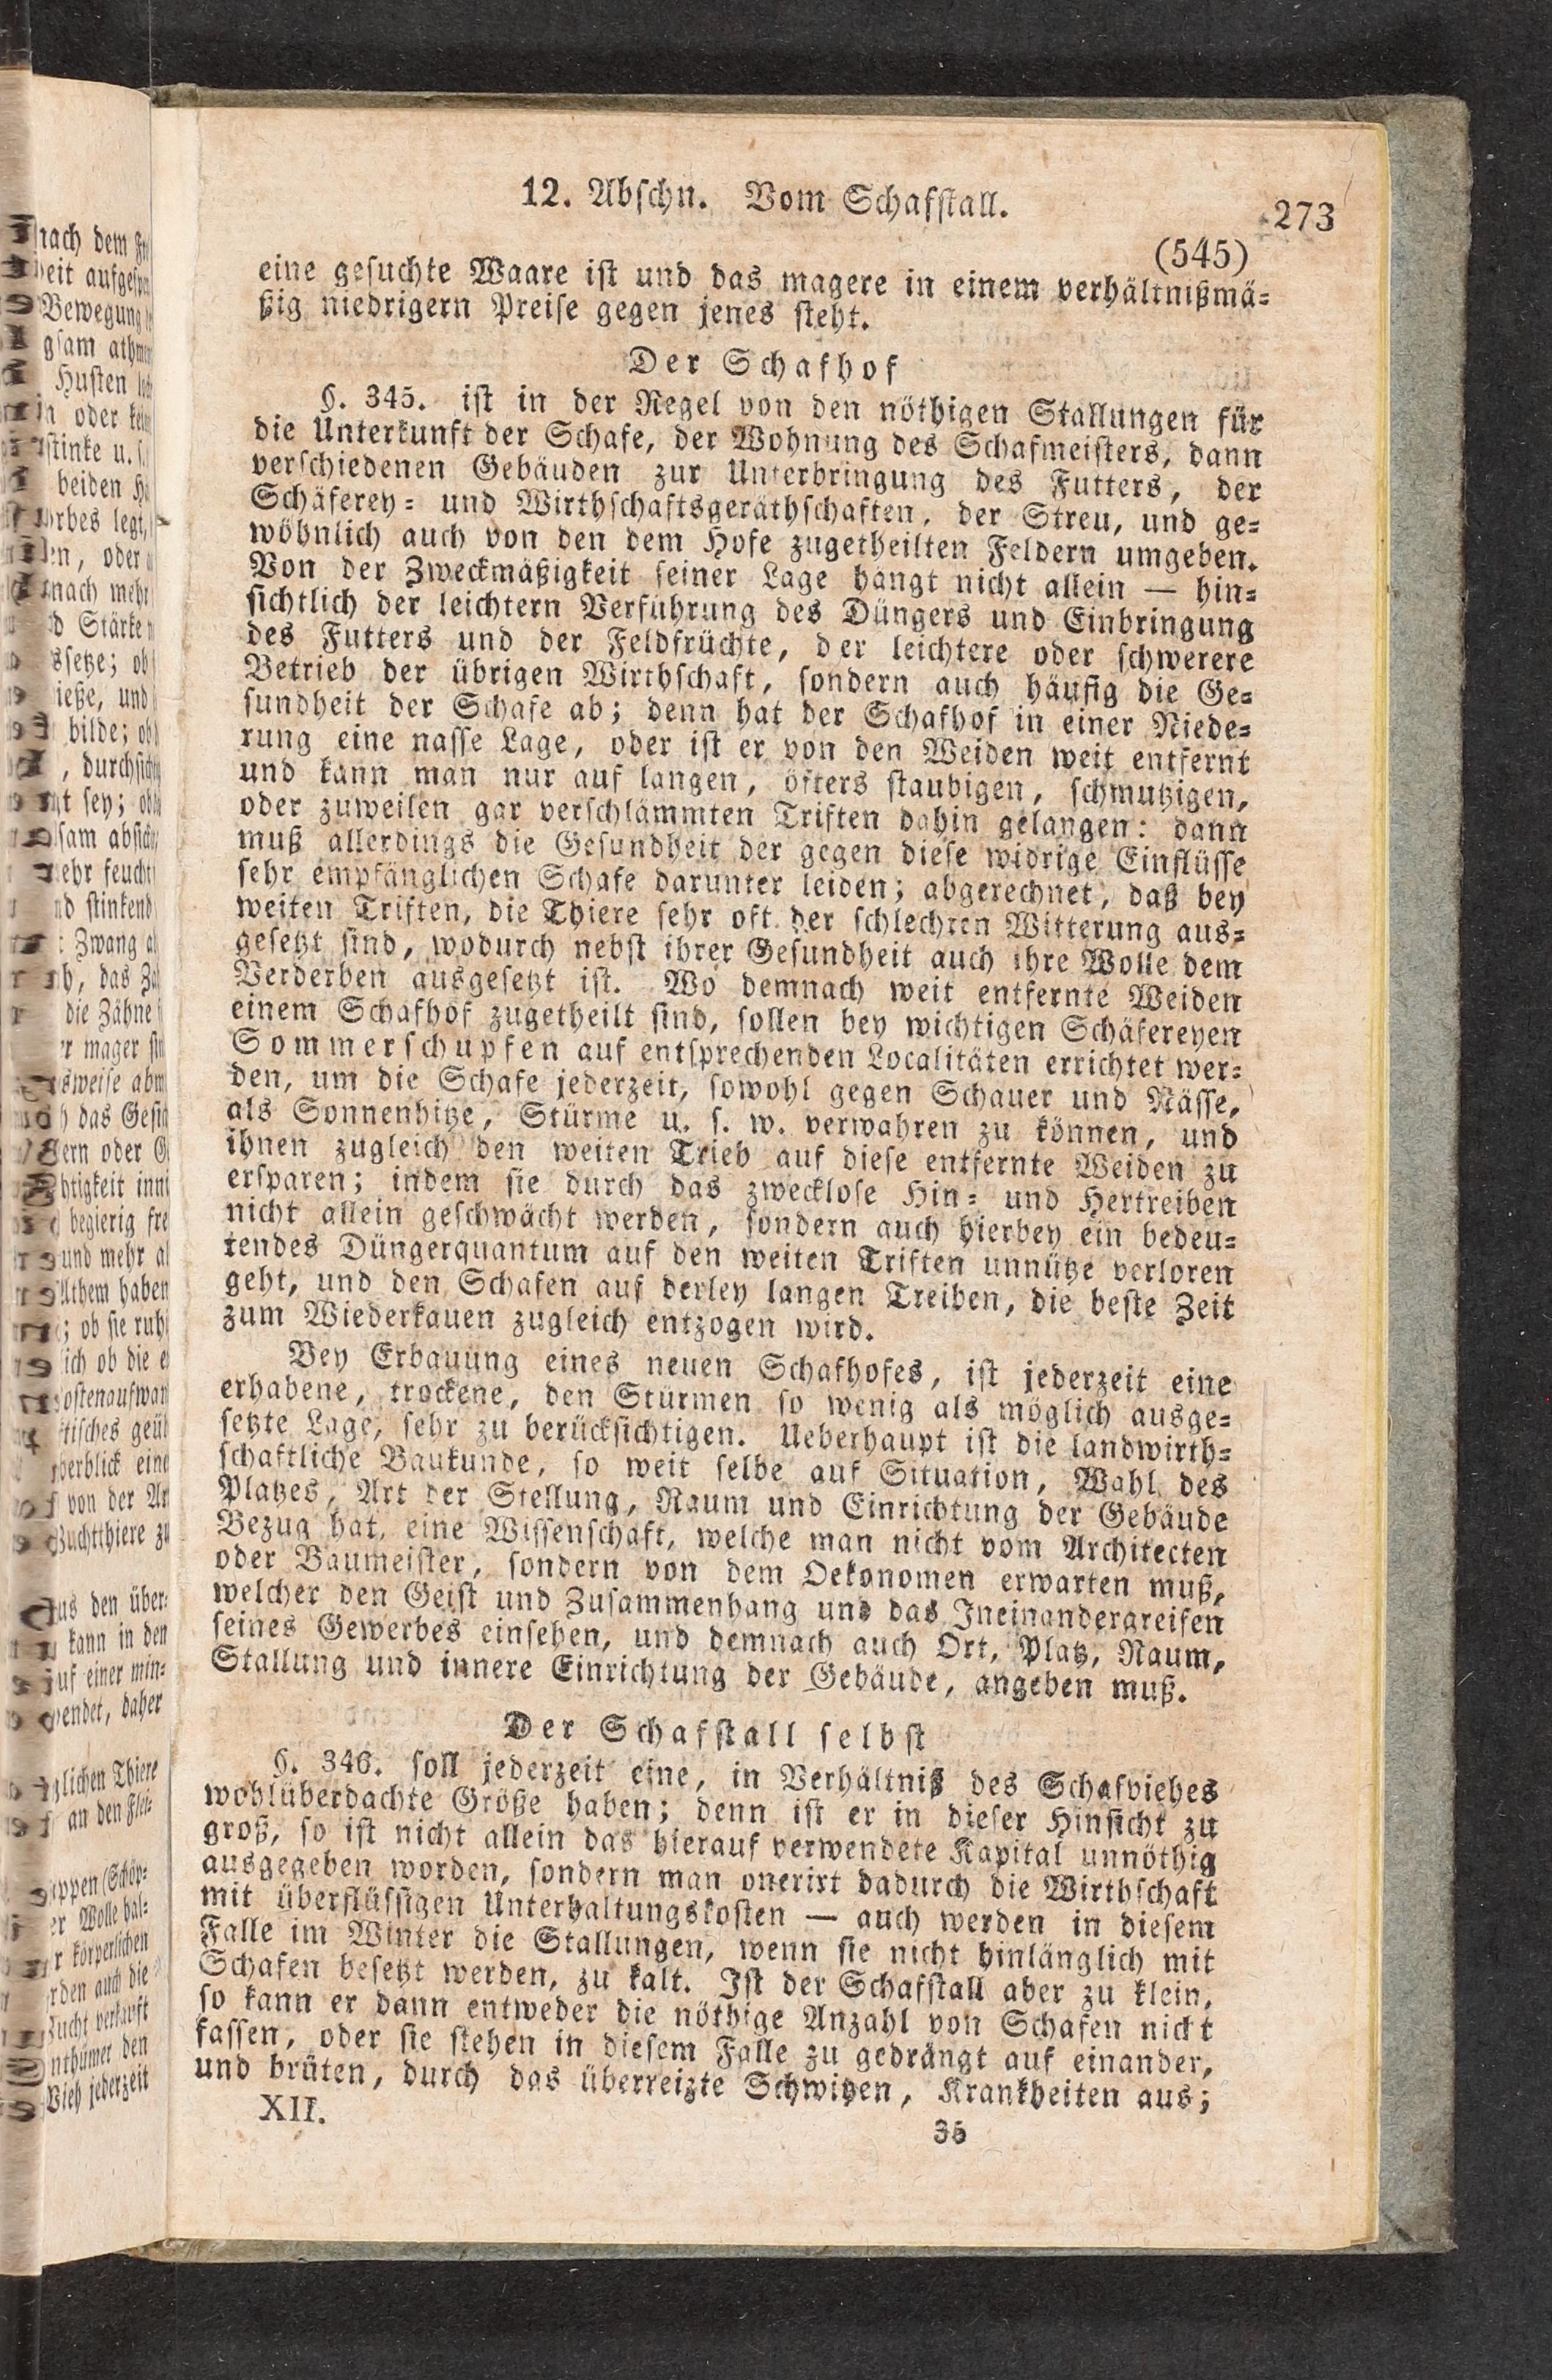 12. Abschn. Vom Schafstall.
273
(545)
eine gesuchte Waare ist und das magere in einem verhältnißmä=
ßig niedrigern Preise gegen jenes steht.
Der Schafhof
§. 345. ist in der Regel von den nöthigen Stallungen für
die Unterkunft der Schafe, der Wohnung des Schafmeisters, dann
verschiedenen Gebäuden zur Unterbringung des Futters, der
Schäferey= und Wirthschaftsgeräthschaften, der Streu, und ge=
wöhnlich auch von den dem Hofe zugetheilten Feldern umgeben.
Von der Zweckmäßigkeit seiner Lage hängt nicht allein — hin=
sichtlich der leichtern Verführung des Düngers und Einbringung
des Futters und der Feldfrüchte, der leichtere oder schwerere
Betrieb der übrigen Wirthschaft, sondern auch häufig die Ge=
sundheit der Schafe ab; denn hat der Schafhof in einer Niede=
rung eine nasse Lage, oder ist er von den Weiden weit entfernt
und kann man nur auf langen, öfters staubigen, schmutzigen,
oder zuweilen gar verschlämmten Triften dahin gelangen: dann
muß allerdings die Gesundheit der gegen diese widrige Einflüsse
sehr empfänglichen Schafe darunter leiden; abgerechnet, daß bey
weiten Triften, die Thiere sehr oft der schlechten Witterung aus=
gesetzt sind, wodurch nebst ihrer Gesundheit auch ihre Wolle dem
Verderben ausgesetzt ist. Wo demnach weit entfernte Weiden
einem Schafhof zugetheilt sind, sollen bey wichtigen Schäfereyen
Sommerschupfen auf entsprechenden Localitäten errichtet wer=
den, um die Schafe jederzeit, sowohl gegen Schauer und Nässe,
als Sonnenhitze, Stürme u. s. w. verwahren zu können, und
ihnen zugleich den weiten Trieb auf diese entfernte Weiden zu
ersparen; indem sie durch das zwecklose Hin= und Hertreiben
nicht allein geschwächt werden, sondern auch hierbey ein bedeu=
tendes Düngerquantum auf den weiten Triften unnütze verloren
geht, und den Schafen auf derley langen Treiben, die beste Zeit
zum Wiederkauen zugleich entzogen wird.
Bey Erbauung eines neuen Schafhofes, ist jederzeit eine
erhabene, trockene, den Stürmen so wenig als möglich ausge=
setzte Lage, sehr zu berücksichtigen. Ueberhaupt ist die landwirth=
schaftliche Baukunde, so weit selbe auf Situation, Wahl des
Platzes, Art der Stellung, Raum und Einrichtung der Gebäude
Bezug hat, eine Wissenschaft, welche man nicht vom Architecten
oder Baumeister, sondern von dem Oekonomen erwarten muß,
welcher den Geist und Zusammenhang und das Ineinandergreifen
seines Gewerbes einsehen, und demnach auch Ort, Platz, Raum,
Stallung und innere Einrichtung der Gebäude, angeben muß.
Der Schafstall selbst
§. 346. soll jederzeit eine, in Verhältniß des Schafviehes
wohlüberdachte Größe haben; denn ist er in dieser Hinsicht zu
groß, so ist nicht allein das hierauf verwendete Kapital unnöthig
ausgegeben worden, sondern man onerirt dadurch die Wirthschaft
mit überflüssigen Unterhaltungskosten — auch werden in diesem
Falle im Winter die Stallungen, wenn sie nicht hinlänglich mit
Schafen besetzt werden, zu kalt. Ist der Schafstall aber zu klein,
so kann er dann entweder die nöthige Anzahl von Schafen nicht
fassen, oder sie stehen in diesem Falle zu gedrängt auf einander,
und brüten, durch das überreizte Schwitzen, Krankheiten aus;
XII.
35